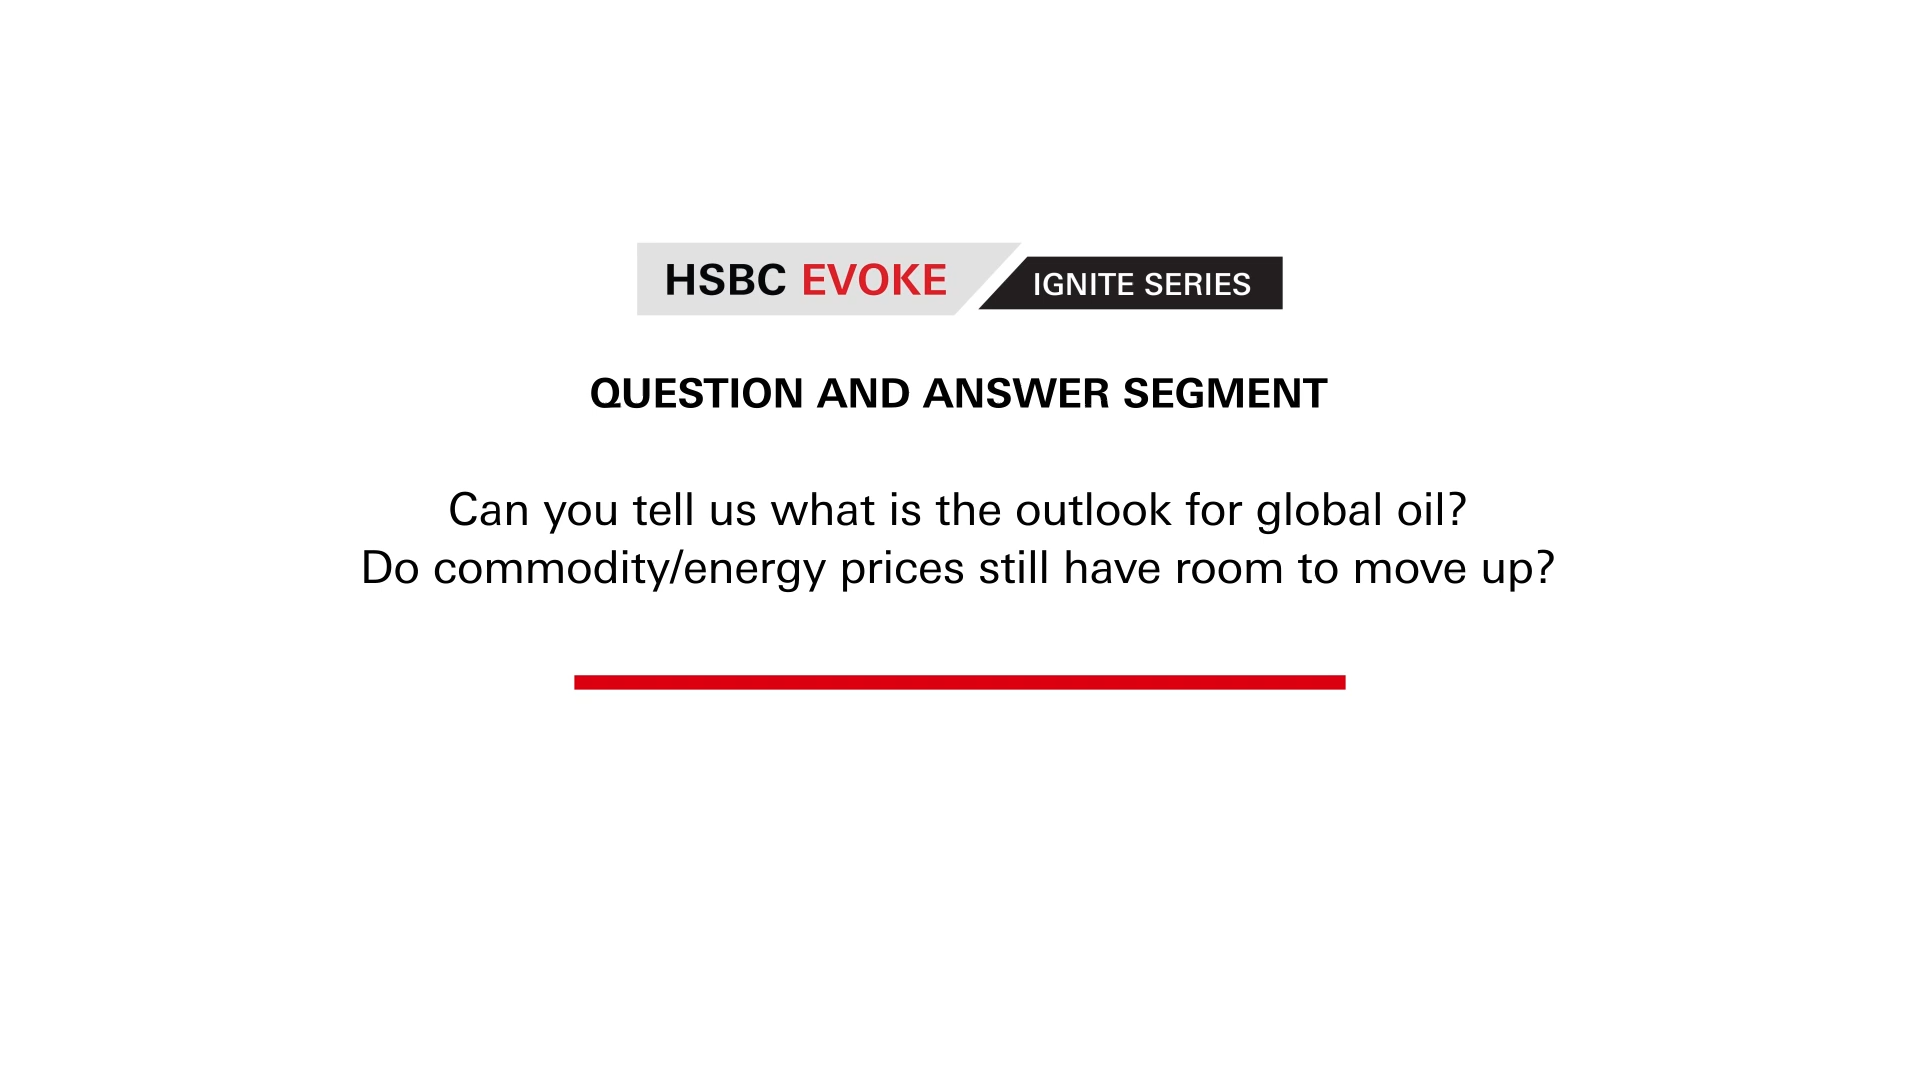 HSBC EVOKE IGNITE SERIES
QUESTION AND ANSWER SEGMENT
Can you tell us what is the outlook for global oil?
Do commodity/energy prices still have room to move up?